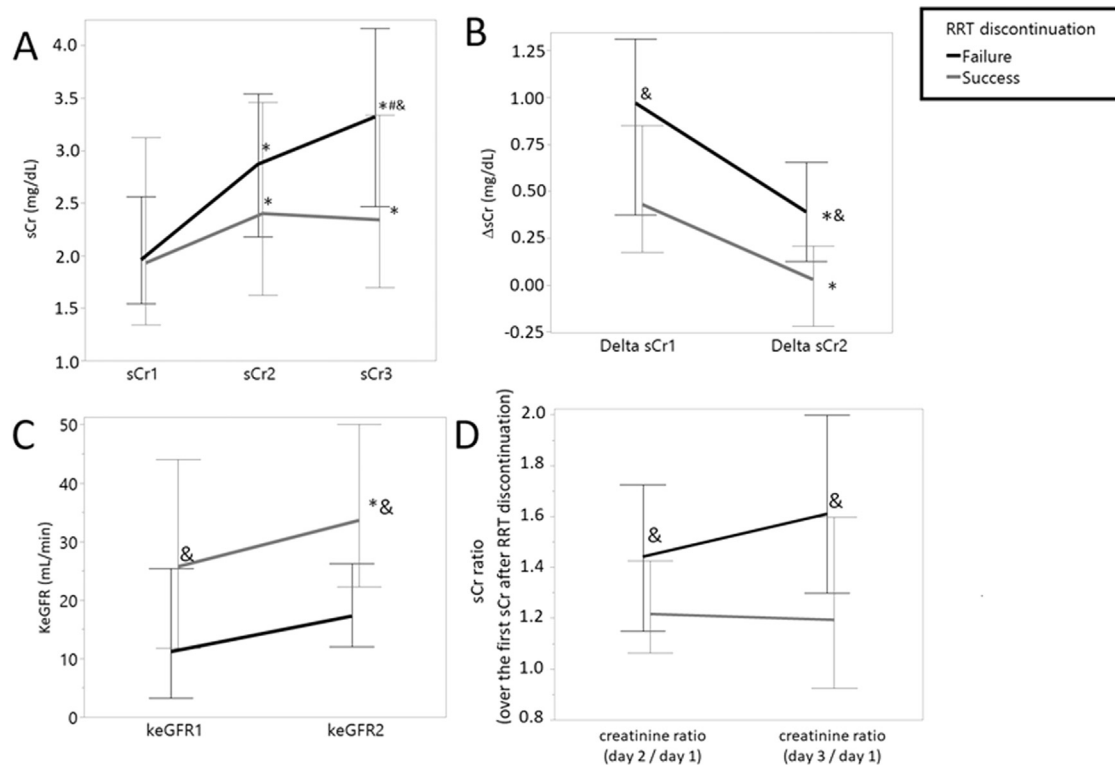 A
sCr (mg/dL)
4.0
3.5
3.0
2.5
2.0
1.5
1.0
*
*
*#&
*
sCr1 sCr2 sCr3
B
ΔsCr (mg/dL)
1.25
1.00
0.75
0.50
0.25
0.00
-0.25
&
*&
*
Delta sCr1 Delta sCr2
RRT discontinuation
Failure
Success
C
KeGFR (mL/min)
50
40
30
20
10
0
&
*&
keGFR1 keGFR2
D
sCr ratio
(over the first sCr after RRT discontinuation)
2.0
1.8
1.6
1.4
1.2
1.0
0.8
&
&
creatinine ratio creatinine ratio
(day 2 / day 1) (day 3 / day 1)